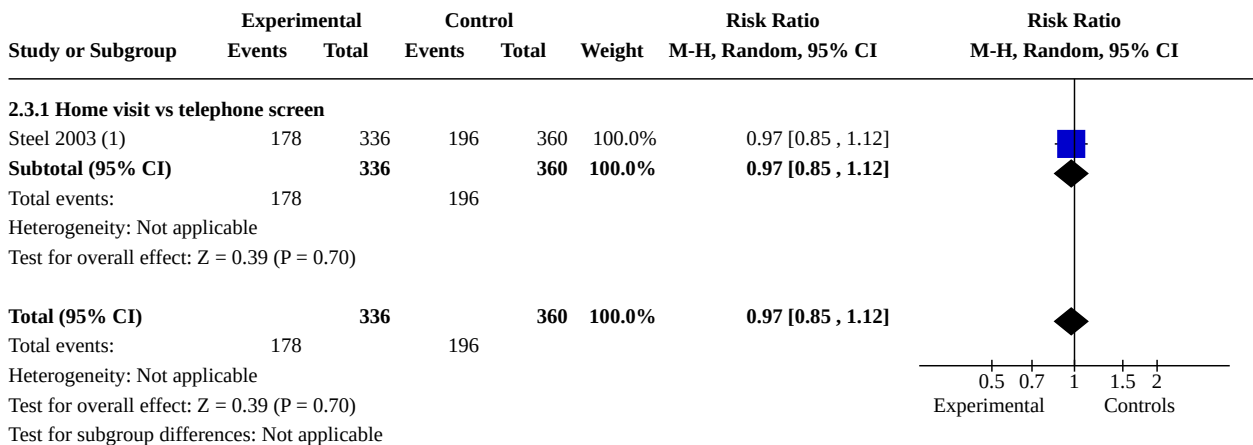 Experimental Control Risk Ratio Risk Ratio
Study or Subgroup Events Total Events Total Weight M-H, Random, 95% CI M-H, Random, 95% CI
2.3.1 Home visit vs telephone screen
Steel 2003 (1) 178 336 196 360 100.0% 0.97 [0.85 , 1.12]
Subtotal (95% CI) 336 360 100.0% 0.97 [0.85 , 1.12]
Total events: 178 196
Heterogeneity: Not applicable
Test for overall effect: Z = 0.39 (P = 0.70)
Total (95% CI) 336 360 100.0% 0.97 [0.85 , 1.12]
Total events: 178 196
Heterogeneity: Not applicable
0.5 0.7 1 1.5 2
Test for overall effect: Z = 0.39 (P = 0.70) Experimental Controls
Test for subgroup differences: Not applicable